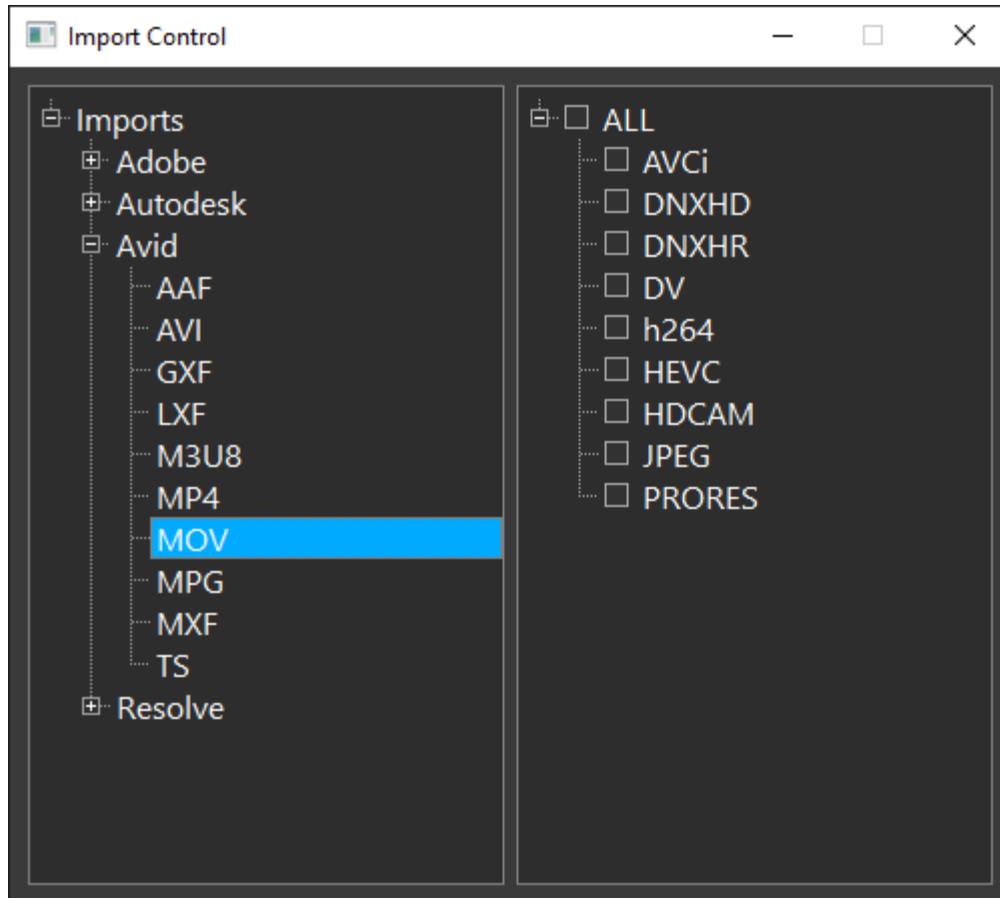 Import Control
Imports
Adobe
Autodesk
Avid
AAF
AVI
GXF
LXF
M3U8
MP4
MOV
MPG
MXF
TS
Resolve
ALL
AVCi
DNXHD
DNXHR
DV
h264
HEVC
HDCAM
JPEG
PRORES